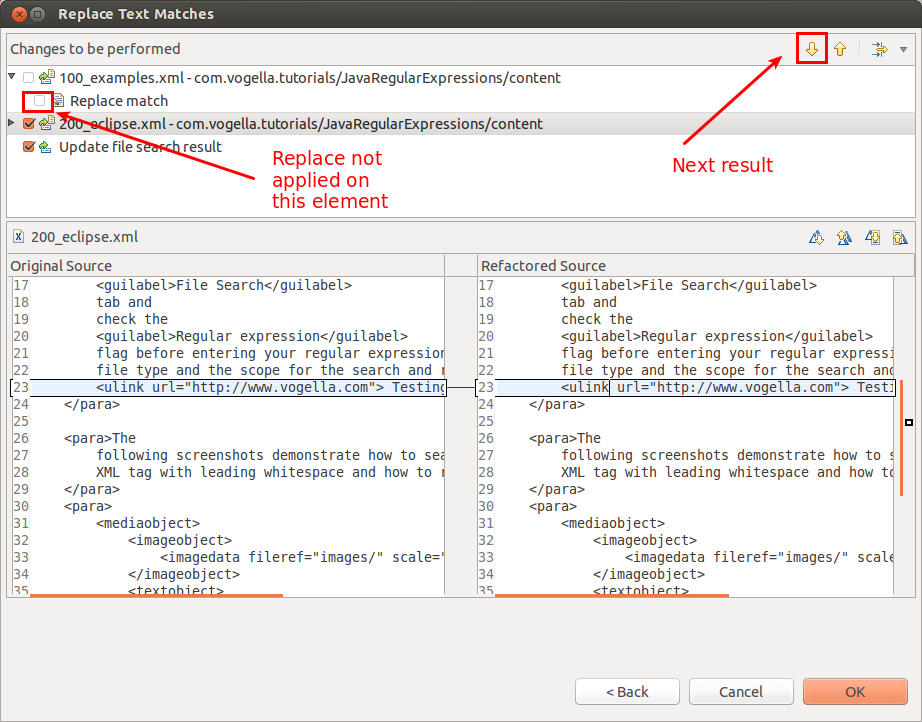 Replace Text Matches
Changes to be performed
100_examples.xml - com.vogella.tutorials/JavaRegularExpressions/content
Replace match
200_eclipse.xml - com.vogella.tutorials/JavaRegularExpressions/content
Update file search result
Replace not
applied on
this element
Next result
200_eclipse.xml
Original Source
17 <guilabel>File Search</guilabel>
18 tab and
19 check the
20 <guilabel>Regular expression</guilabel>
21 flag before entering your regular expression
22 file type and the scope for the search and
23 <ulink url="http://www.vogella.com"> Testing
24 </para>
25
26 <para>The
27 following screenshots demonstrate how to sea
28 XML tag with leading whitespace and how to
29 </para>
30 <para>
31 <mediaobject>
32 <imageobject>
33 <imagedata fileref="images/" scale="
34 </imageobject>
35 <textobject>
Refactored Source
17 <guilabel>File Search</guilabel>
18 tab and
19 check the
20 <guilabel>Regular expression</guilabel>
21 flag before entering your regular expressi
22 file type and the scope for the search and
23 <ulink url="http://www.vogella.com"> Testi
24 </para>
25
26 <para>The
27 following screenshots demonstrate how to s
28 XML tag with leading whitespace and how to
29 </para>
30 <para>
31 <mediaobject>
32 <imageobject>
33 <imagedata fileref="images/" scale
34 </imageobject>
35 <textobject>
< Back
Cancel
OK